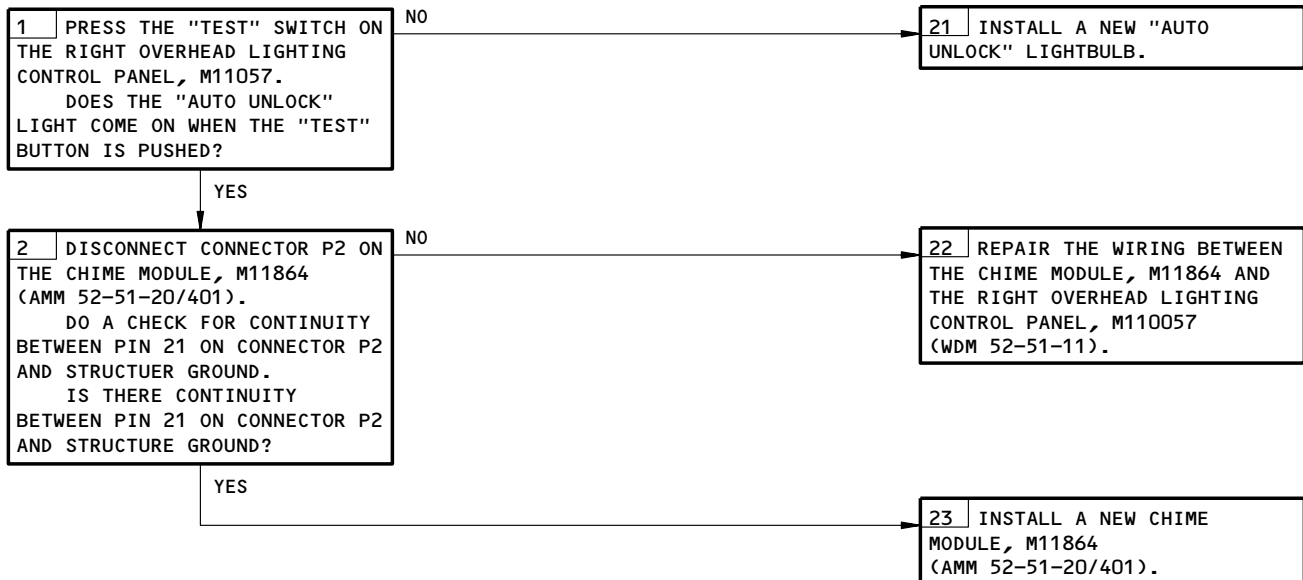 1 PRESS THE "TEST" SWITCH ON
THE RIGHT OVERHEAD LIGHTING
CONTROL PANEL, M11057.
DOES THE "AUTO UNLOCK"
LIGHT COME ON WHEN THE "TEST"
BUTTON IS PUSHED?
NO
21 INSTALL A NEW "AUTO
UNLOCK" LIGHTBULB.
YES
2 DISCONNECT CONNECTOR P2 ON
THE CHIME MODULE, M11864
(AMM 52-51-20/401).
DO A CHECK FOR CONTINUITY
BETWEEN PIN 21 ON CONNECTOR P2
AND STRUCTUER GROUND.
IS THERE CONTINUITY
BETWEEN PIN 21 ON CONNECTOR P2
AND STRUCTURE GROUND?
NO
22 REPAIR THE WIRING BETWEEN
THE CHIME MODULE, M11864 AND
THE RIGHT OVERHEAD LIGHTING
CONTROL PANEL, M110057
(WDM 52-51-11).
YES
23 INSTALL A NEW CHIME
MODULE, M11864
(AMM 52-51-20/401).